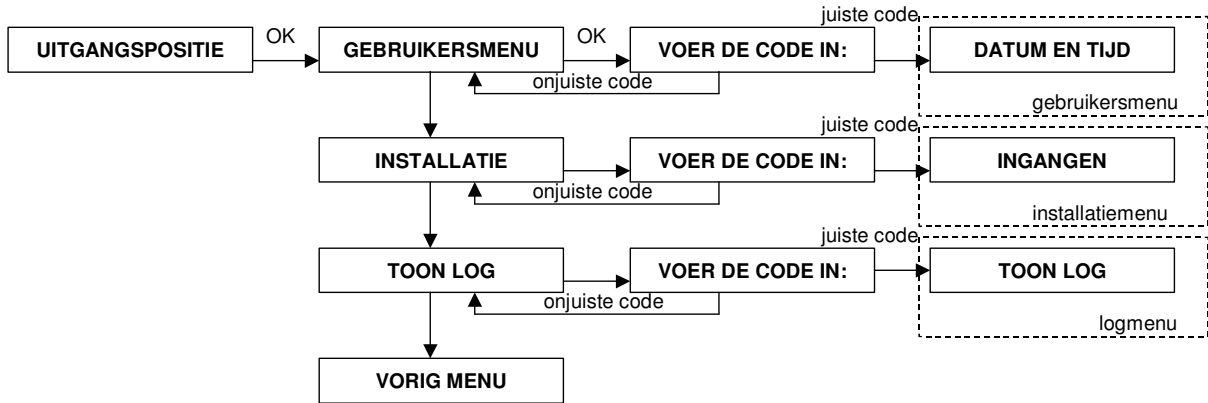 juiste code
OK
OK
UITGANGSPOSITIE
GEBRUIKERSMENU
VOER DE CODE IN:
DATUM EN TIJD
onjuiste code
gebruikersmenu
juiste code
INSTALLATIE
VOER DE CODE IN:
INGANGEN
onjuiste code
installatiemenu
juiste code
TOON LOG
VOER DE CODE IN:
TOON LOG
onjuiste code
logmenu
VORIG MENU